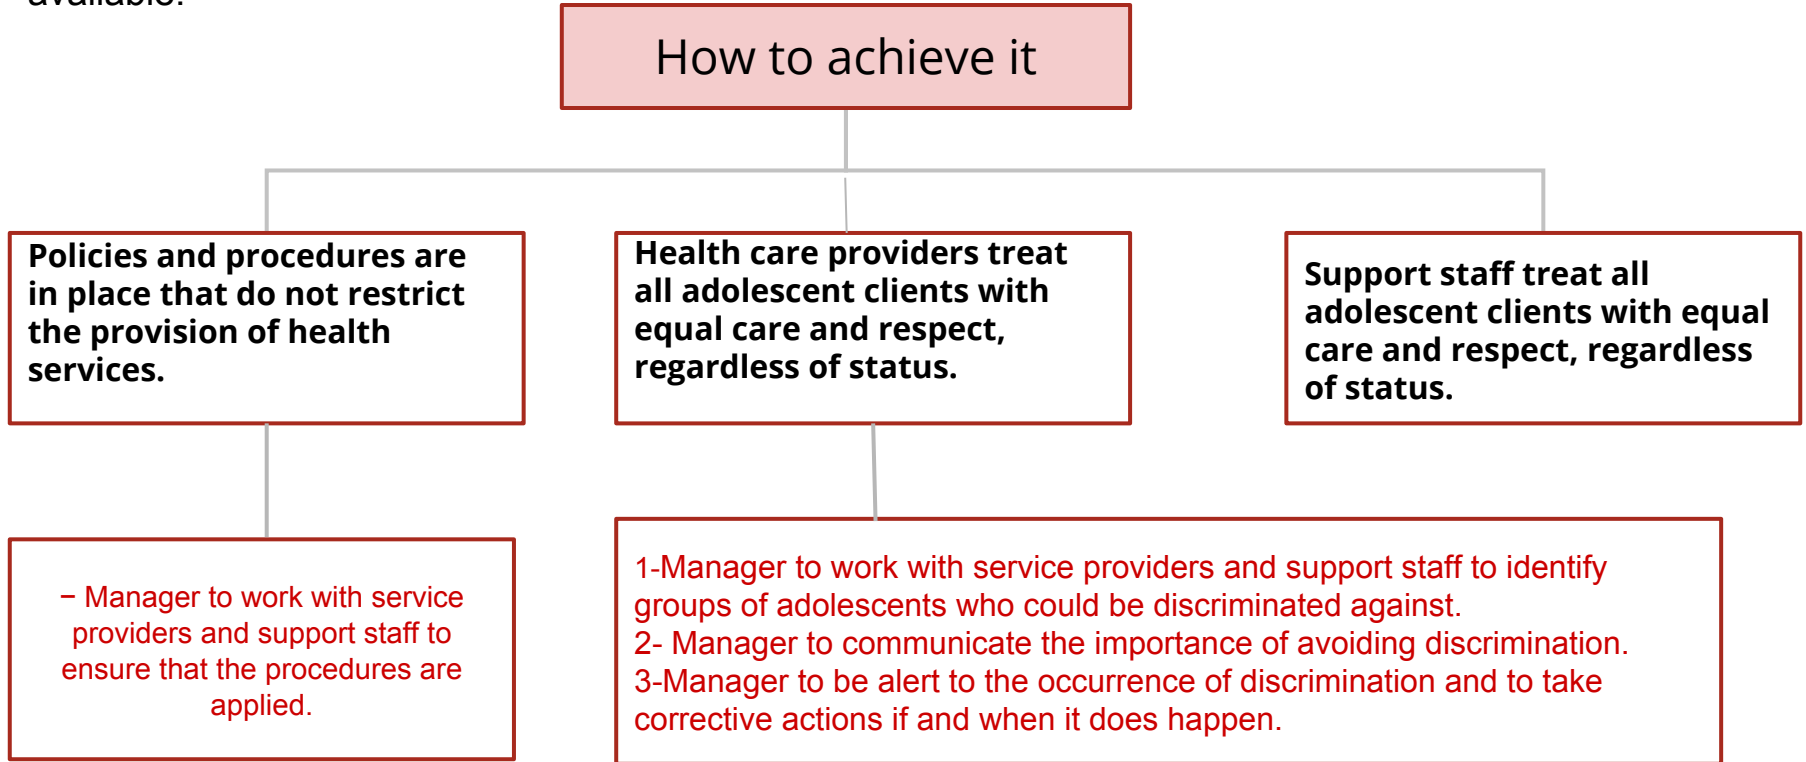 available.
How to achieve it
Policies and procedures are
in place that do not restrict
the provision of health
services.
Health care providers treat
all adolescent clients with
equal care and respect,
regardless of status.
Support staff treat all
adolescent clients with equal
care and respect, regardless
of status.
− Manager to work with service
providers and support staff to
ensure that the procedures are
applied.
1-Manager to work with service providers and support staff to identify
groups of adolescents who could be discriminated against.
2- Manager to communicate the importance of avoiding discrimination.
3-Manager to be alert to the occurrence of discrimination and to take
corrective actions if and when it does happen.